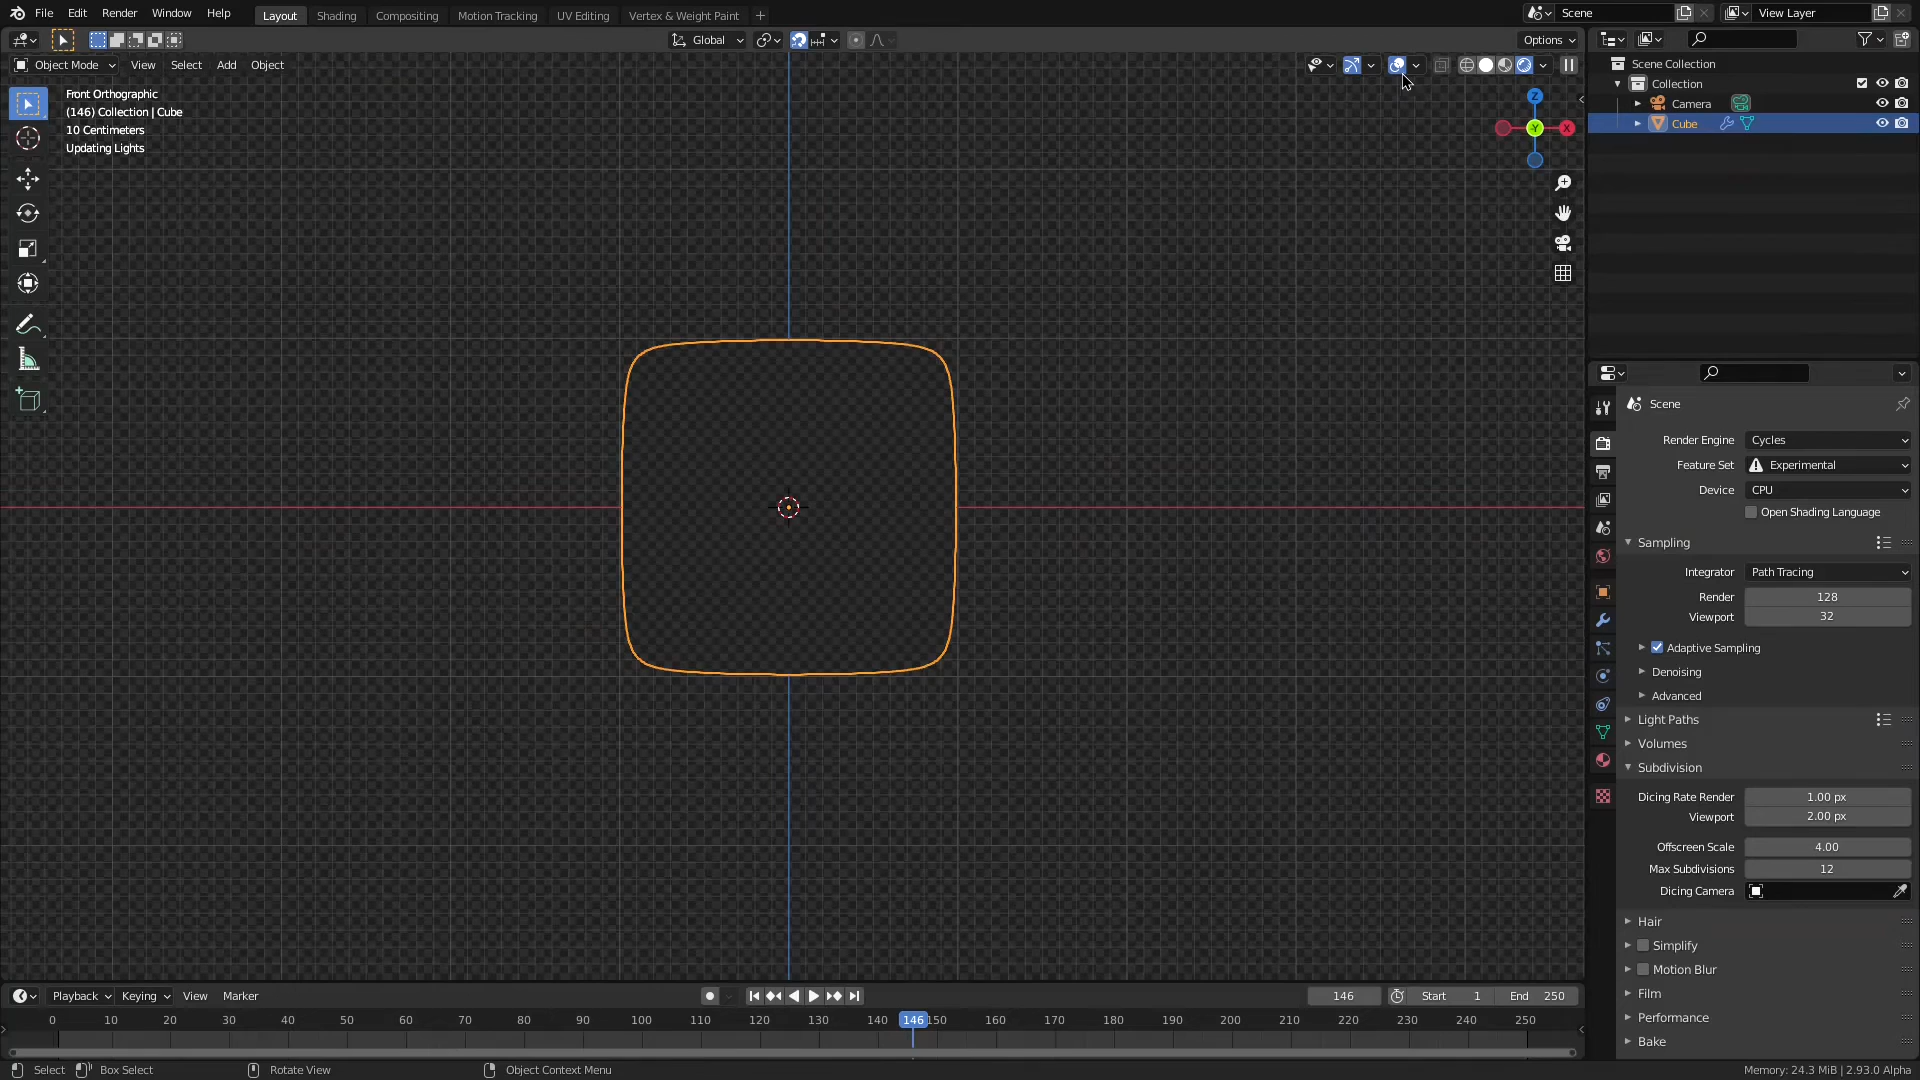 File Edit Render Window Help Layout Shading Compositing Motion Tracking UV Editing Vertex & Weight Paint + Scene View Layer
Global Options
Object Mode View Select Add Object
Scene Collection
Collection
Camera
Cube
Front Orthographic
(146) Collection | Cube
10 Centimeters
Updating Lights
Z
Y X
Scene
Render Engine Cycles
Feature Set Experimental
Device CPU
Open Shading Language
Sampling
Integrator Path Tracing
Render 128
Viewport 32
Adaptive Sampling
Denoising
Advanced
Light Paths
Volumes
Subdivision
Dicing Rate Render 1.00 px
Viewport 2.00 px
Offscreen Scale 4.00
Max Subdivisions 12
Dicing Camera
Hair
Simplify
Motion Blur
Film
Performance
Bake
Playback Keying View Marker 146 Start 1 End 250
0 10 20 30 40 50 60 70 80 90 100 110 120 130 140 146 150 160 170 180 190 200 210 220 230 240 250
Select Box Select Rotate View Object Context Menu Memory: 24.3 MiB | 2.93.0 Alpha